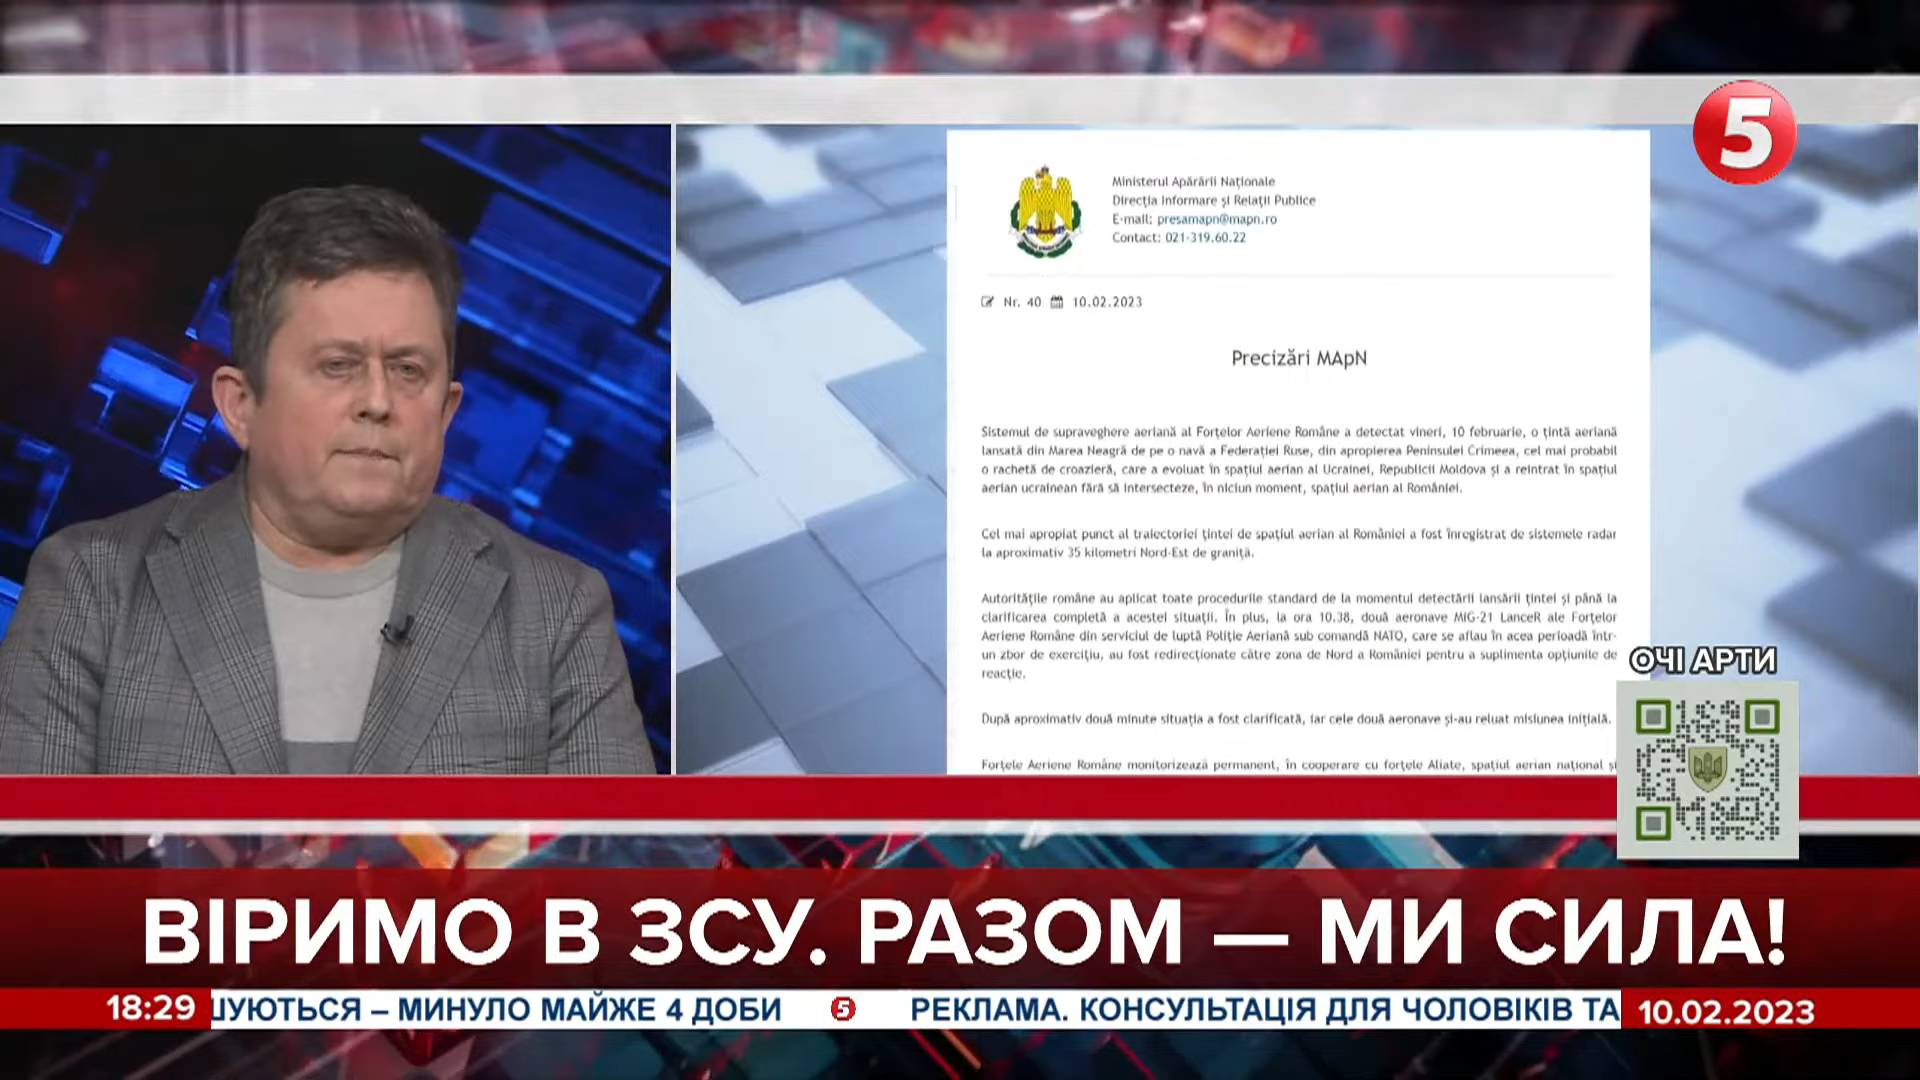 5
Ministerul Apărării Naționale
Direcția Informare și Relații Publice
E-mail: presamapn@mapn.ro
Contact: 021-319.60.22
Nr. 40 10.02.2023
Precizări MApN
Sistemul de supraveghere aeriană al Forțelor Aeriene Române a detectat vineri, 10 februarie, o țintă aeriană
lansată din Marea Neagră de pe o navă a Federației Ruse, din apropierea Peninsulei Crimeea, cel mai probabil
o rachetă de croazieră, care a evoluat în spațiul aerian al Ucrainei, Republicii Moldova și a reintrat în spațiul
aerian ucrainean fără să intersecteze, în niciun moment, spațiul aerian al României.
Cel mai apropiat punct al traiectoriei țintei de spațiul aerian al României a fost înregistrat de sistemele radar
la aproximativ 35 kilometri Nord-Est de graniță.
Autoritățile române au aplicat toate procedurile standard de la momentul detectării lansării țintei și până la
clarificarea completă a acestei situații. În plus, la ora 10.38, două aeronave MiG-21 LanceR ale Forțelor
Aeriene Române din serviciul de luptă Poliție Aeriană sub comandă NATO, care se aflau în acea perioadă într-
un zbor de exercițiu, au fost redirecționate către zona de Nord a României pentru a suplimenta opțiunile de
reacție.
După aproximativ două minute situația a fost clarificată, iar cele două aeronave și-au reluat misiunea inițială.
Forțele Aeriene Române monitorizează permanent, în cooperare cu forțele Aliate, spațiul aerian național și
ОЧІ АРТИ
ВІРИМО В ЗСУ. РАЗОМ — МИ СИЛА!
18:29 ШУЮТЬСЯ – МИНУЛО МАЙЖЕ 4 ДОБИ 5 РЕКЛАМА. КОНСУЛЬТАЦІЯ ДЛЯ ЧОЛОВІКІВ ТА 10.02.2023